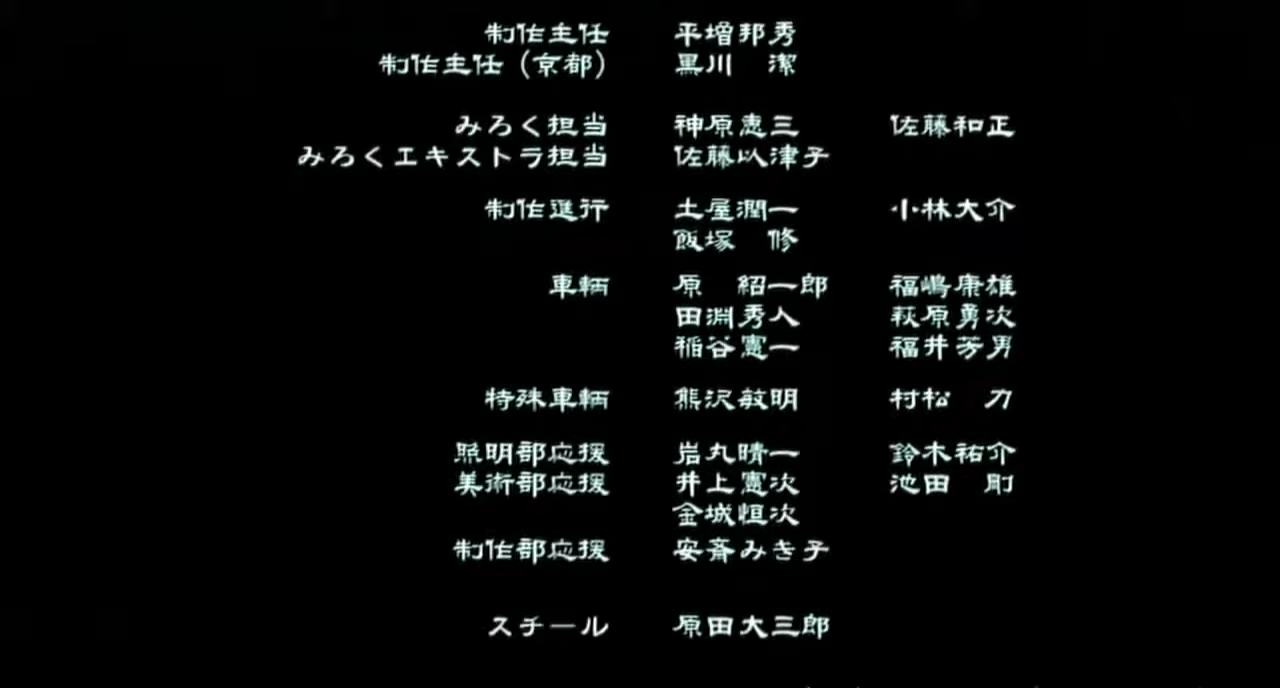 制作主任 平増邦秀
制作主任（京都） 黒川 潔
みろく担当 神原恵三 佐藤和正
みろくエキストラ担当 佐藤以津子
制作進行 土屋潤一 小林大介
飯塚 修
車輌 原 紹一郎 福嶋康雄
田淵秀人 萩原勇次
稲谷憲一 福井芳男
特殊車輌 熊沢敏明 村松 力
照明部応援 岩丸晴一 鈴木祐介
美術部応援 井上憲次 池田 剛
金城恒次
制作部応援 安斎みき子
スチール 原田大三郎